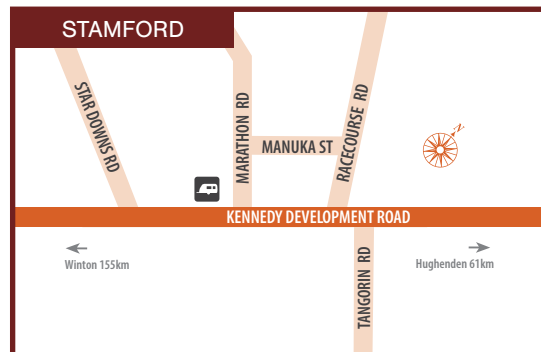 STAMFORD
STAR DOWNS RD
MARATHON RD
MANUKA ST
RACECOURSE RD
N
KENNEDY DEVELOPMENT ROAD
Winton 155km
Hughenden 61km
TANGORIN RD